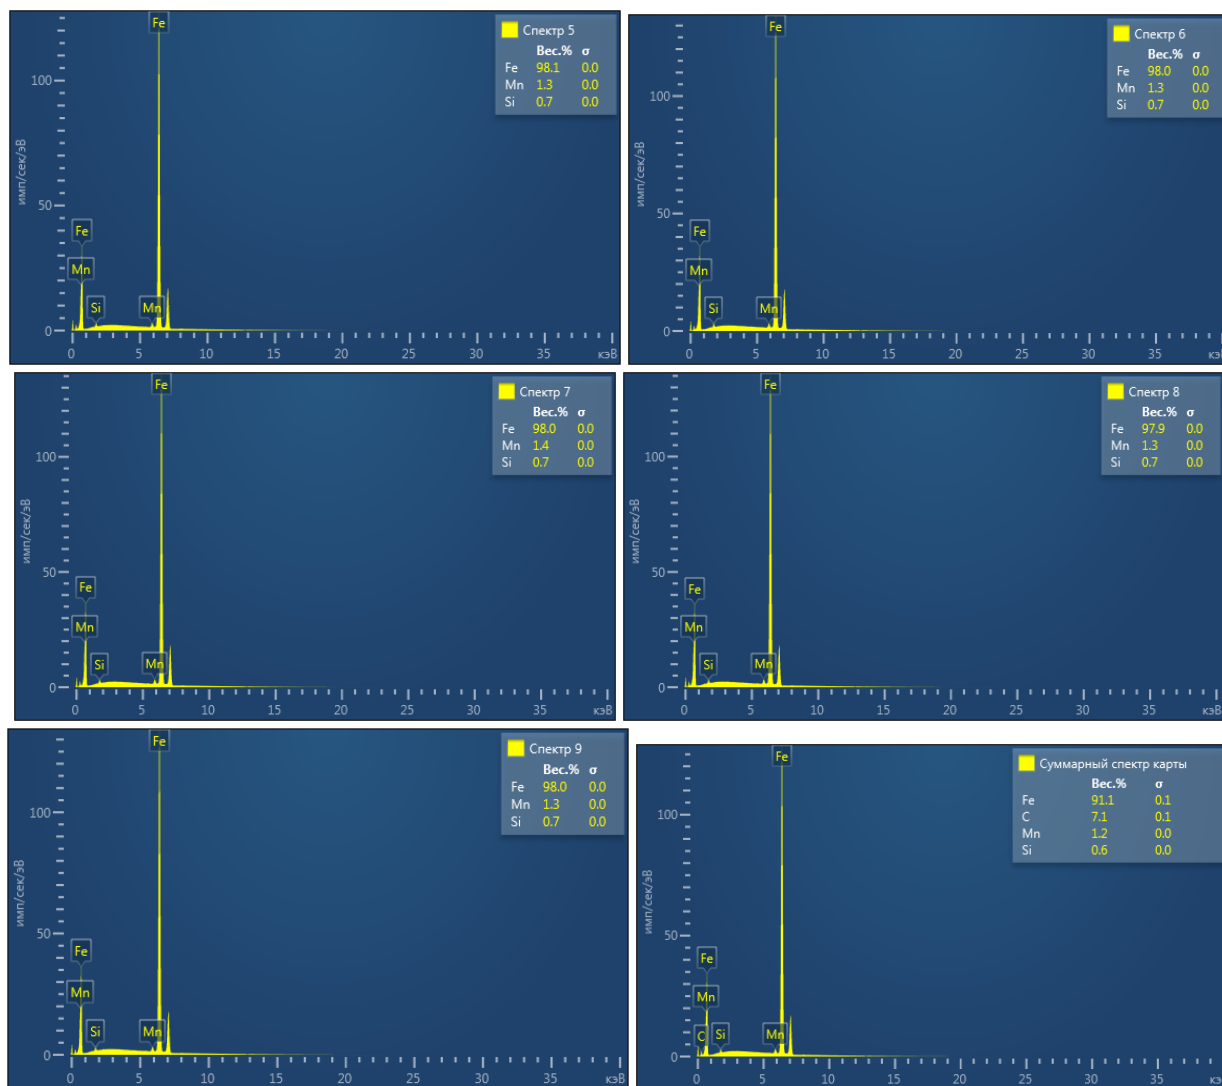 Fe
Спектр 5
Вес.% σ
Fe 98.1 0.0
Mn 1.3 0.0
Si 0.7 0.0
100
50
0
имп/сек/эВ
Fe
Mn
Si
Mn
0 5 10 15 20 25 30 35 кэВ
Fe
Спектр 6
Вес.% σ
Fe 98.0 0.0
Mn 1.3 0.0
Si 0.7 0.0
100
50
0
имп/сек/эВ
Fe
Mn
Si
Mn
0 5 10 15 20 25 30 35 кэ
Fe
Спектр 7
Вес.% σ
Fe 98.0 0.0
Mn 1.4 0.0
Si 0.7 0.0
100
50
0
имп/сек/эВ
Fe
Mn
Si
Mn
0 5 10 15 20 25 30 35 кэВ
Fe
Спектр 8
Вес.% σ
Fe 97.9 0.0
Mn 1.3 0.0
Si 0.7 0.0
100
50
0
имп/сек/эВ
Fe
Mn
Si
Mn
0 5 10 15 20 25 30 35 кэВ
Fe
Спектр 9
Вес.% σ
Fe 98.0 0.0
Mn 1.3 0.0
Si 0.7 0.0
100
50
0
имп/сек/эВ
Fe
Mn
Si
Mn
0 5 10 15 20 25 30 35 кэВ
Fe
Суммарный спектр карты
Вес.% σ
Fe 91.1 0.1
C 7.1 0.1
Mn 1.2 0.0
Si 0.6 0.0
100
50
0
имп/сек/эВ
Fe
Mn
C
Si
Mn
0 5 10 15 20 25 30 35 кэ